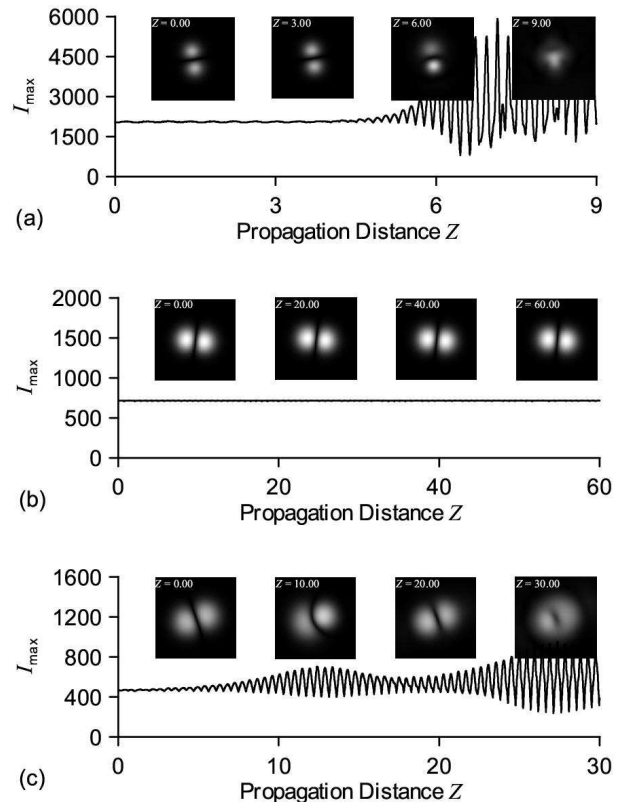 6000
4500
3000
1500
0
I max
Z = 0.00
Z = 3.00
Z = 6.00
Z = 9.00
0 3 6 9
Propagation Distance Z
(a)
2000
1500
1000
500
0
I max
Z = 0.00
Z = 20.00
Z = 40.00
Z = 60.00
0 20 40 60
Propagation Distance Z
(b)
1600
1200
800
400
0
I max
Z = 0.00
Z = 10.00
Z = 20.00
Z = 30.00
0 10 20 30
Propagation Distance Z
(c)